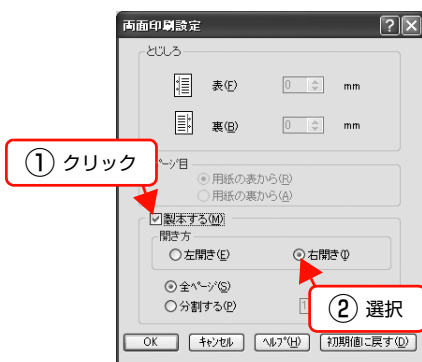 両面印刷設定
とじしろ
表(F) 0 mm
裏(B) 0 mm
① クリック
ページ目
用紙の表から(R)
用紙の裏から(A)
製本する(M)
開き方
左開き(E) 右開き(I)
全ページ(S)
分割する(P) 1
② 選択
OK キャンセル ヘルプ(H) 初期値に戻す(D)